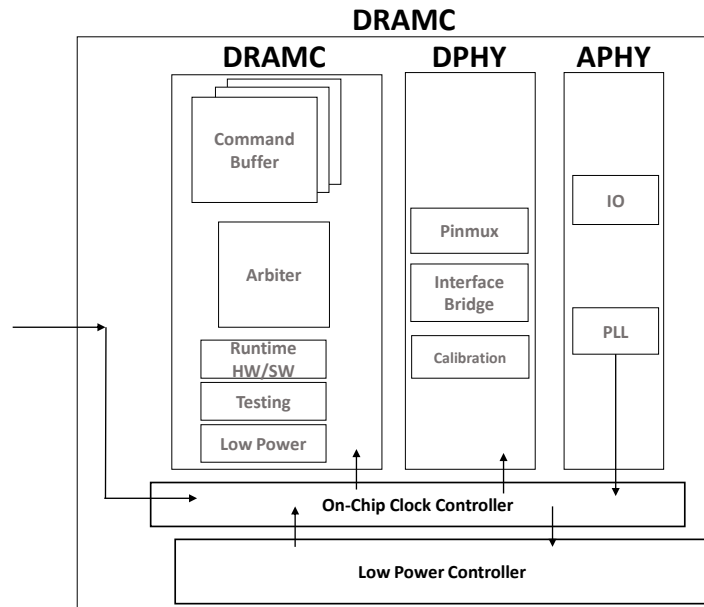 DRAMC
DRAMC
DPHY
APHY
Command
Buffer
Arbiter
Runtime
HW/SW
Testing
Low Power
Pinmux
Interface
Bridge
Calibration
IO
PLL
On-Chip Clock Controller
Low Power Controller